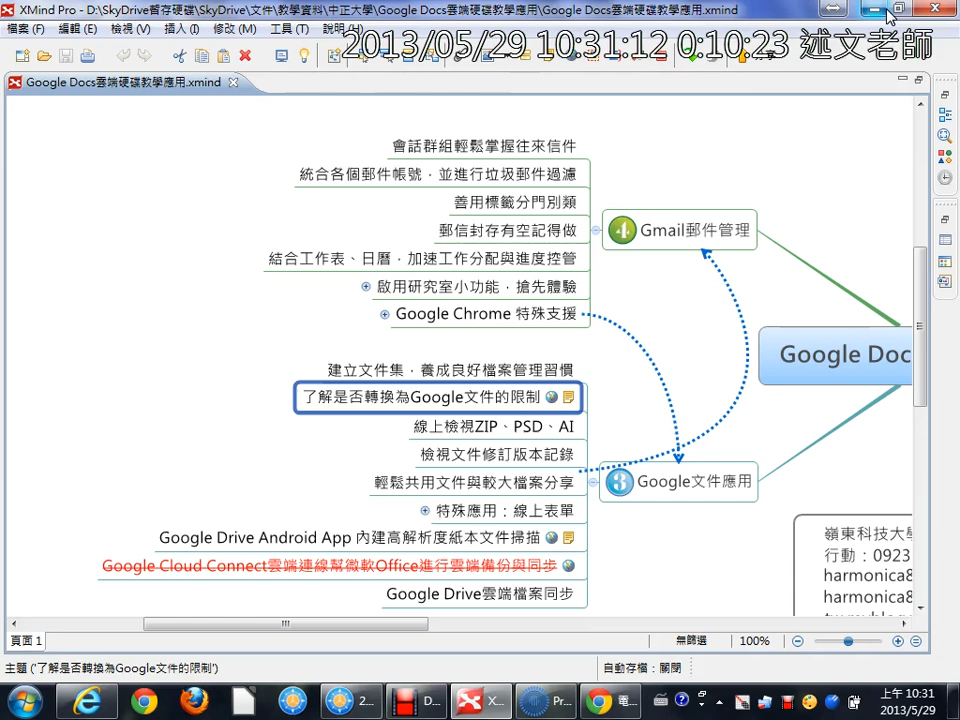 XMind Pro - D:\SkyDrive暫存硬碟\SkyDrive\文件\教學資料\中正大學\Google Docs雲端硬碟教學應用\Google Docs雲端硬碟教學應用.xmind
檔案 (F) 編輯 (E) 檢視 (V) 插入 (I) 修改 (M) 工具 (T) 說明 (H)
2013/05/29 10:31:12 0:10:23 述文老師
Google Docs雲端硬碟教學應用.xmind
會話群組輕鬆掌握往來信件
統合各個郵件帳號，並進行垃圾郵件過濾
善用標籤分門別類
郵信封存有空記得做
4 Gmail郵件管理
結合工作表、日曆，加速工作分配與進度控管
啟用研究室小功能，搶先體驗
Google Chrome 特殊支援
Google Doc
建立文件集，養成良好檔案管理習慣
了解是否轉換為Google文件的限制
線上檢視ZIP、PSD、AI
檢視文件修訂版本記錄
3 Google文件應用
輕鬆共用文件與較大檔案分享
特殊應用：線上表單
嶺東科技大學
Google Drive Android App 內建高解析度紙本文件掃描
行動：0923
Google Cloud Connect雲端連線幫微軟Office進行雲端備份與同步
harmonica8
Google Drive雲端檔案同步
harmonica8
頁面 1
無篩選
100%
主題 ('了解是否轉換為Google文件的限制')
自動存檔：關閉
2...
D...
X...
Pr...
電...
上午 10:31
2013/5/29